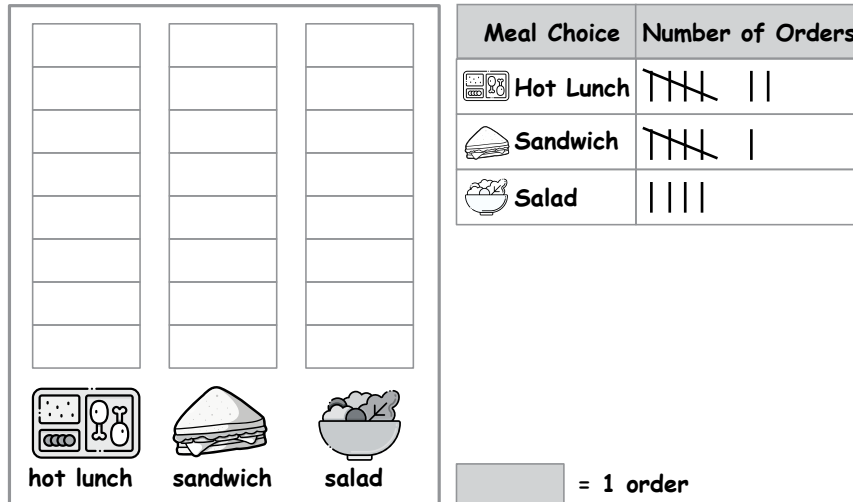 Meal Choice Number of Orders
Hot Lunch
Sandwich
Salad
hot lunch sandwich salad
= 1 order